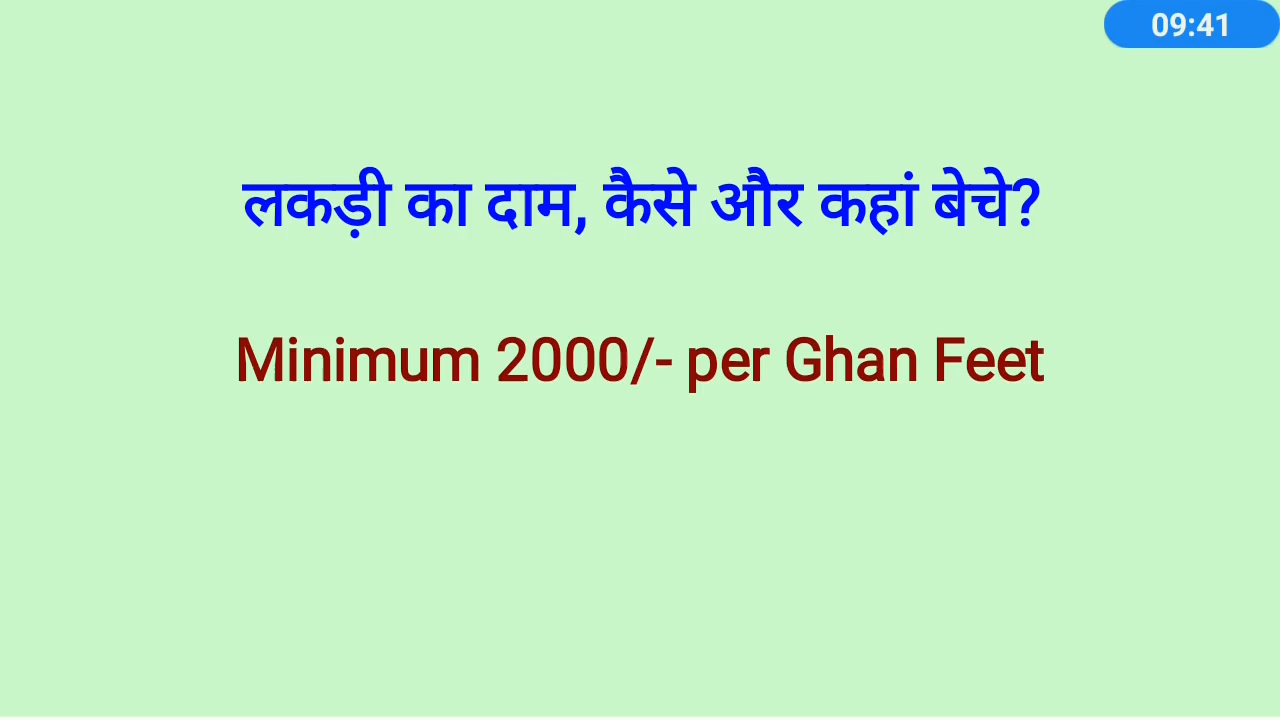 09:41
लकड़ी का दाम, कैसे और कहां बेचे?
Minimum 2000/- per Ghan Feet